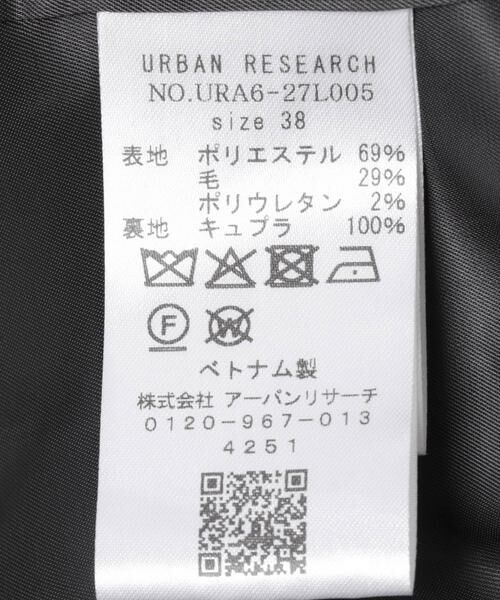 URBAN RESEARCH
NO.URA6-27L005
size 38
表地 ポリエステル 69%
毛 29%
ポリウレタン 2%
裏地 キュプラ 100%
F W
ベトナム製
株式会社 アーバンリサーチ
0120-967-013
4251